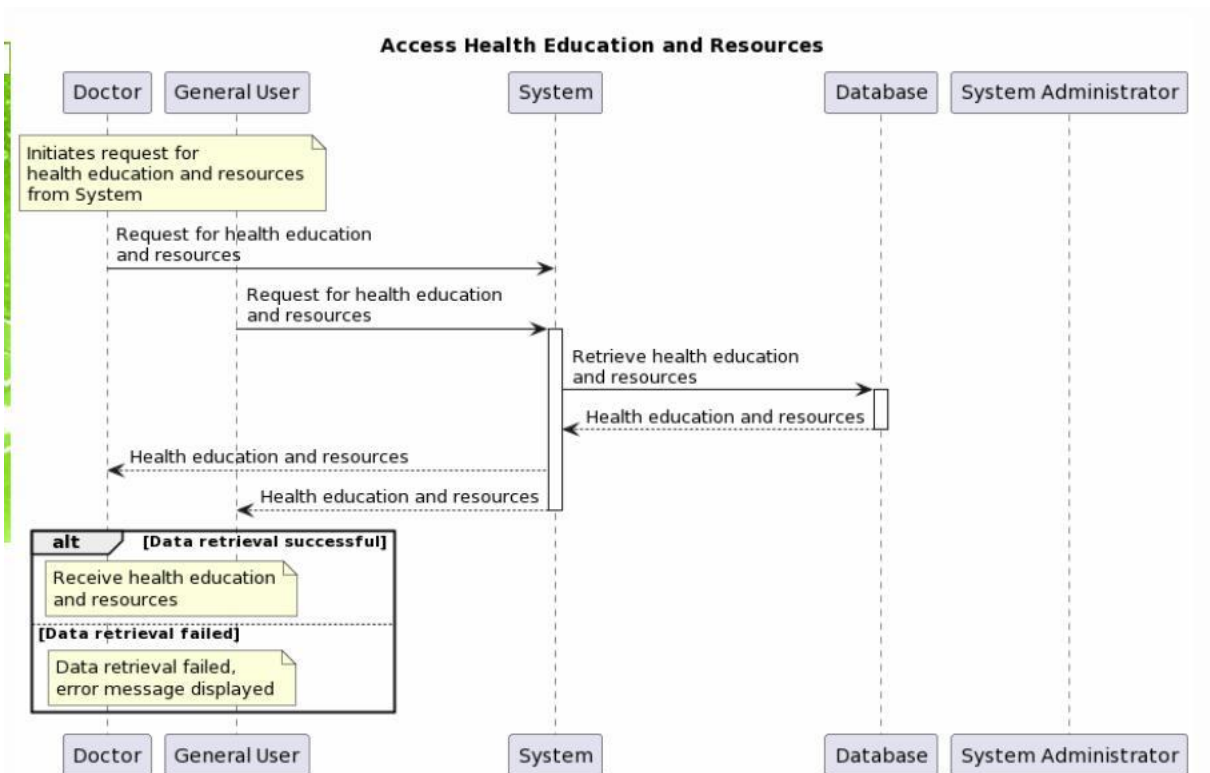 Access Health Education and Resources
Doctor
General User
System
Database
System Administrator
Initiates request for
health education and resources
from System
Request for health education
and resources
Request for health education
and resources
Retrieve health education
and resources
Health education and resources
Health education and resources
Health education and resources
alt
[Data retrieval successful]
Receive health education
and resources
[Data retrieval failed]
Data retrieval failed,
error message displayed
Doctor
General User
System
Database
System Administrator